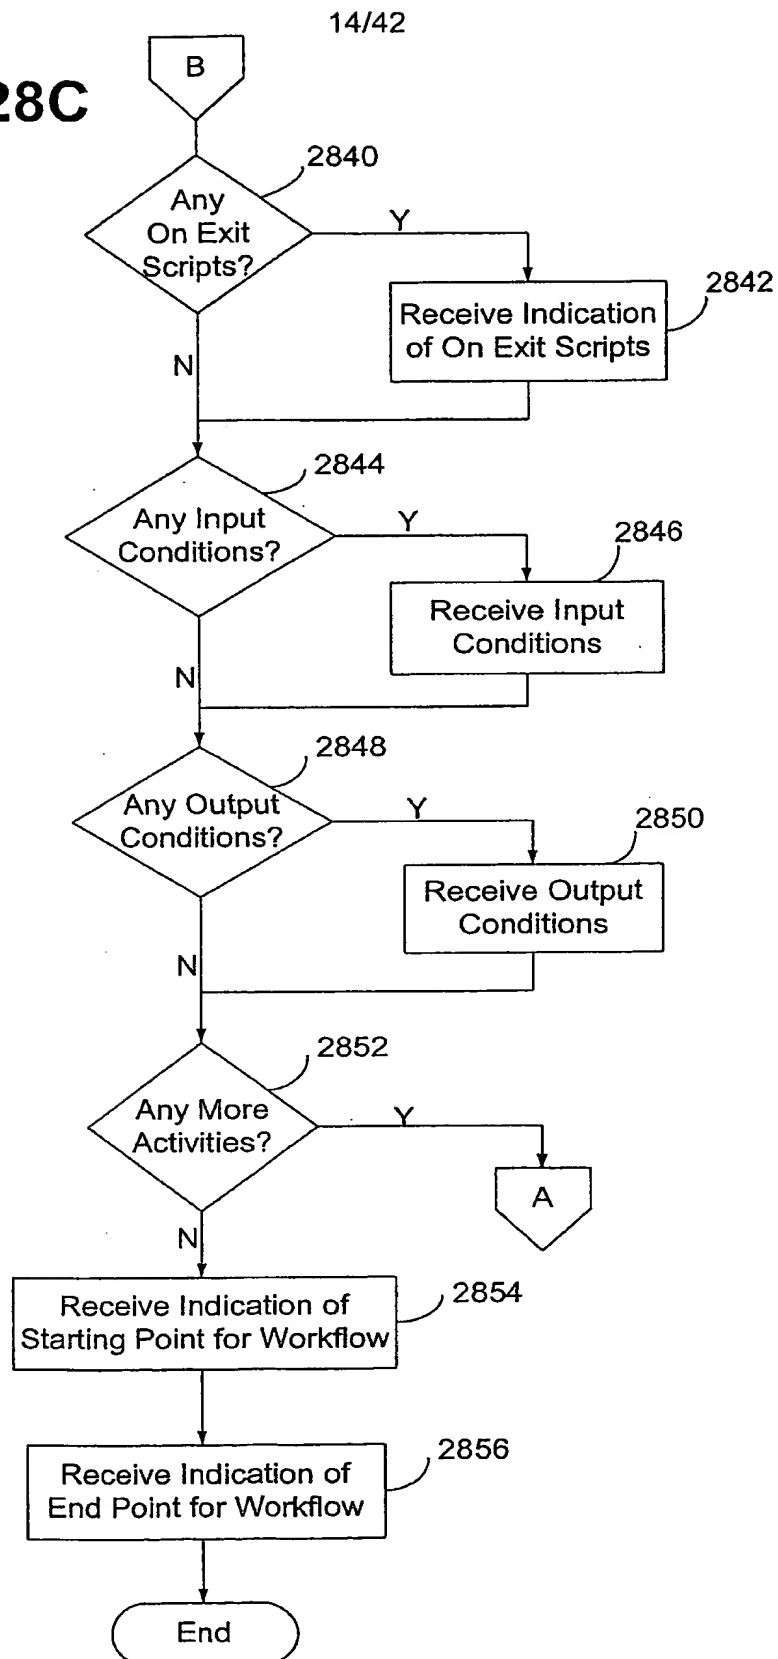 14/42
B
28C
2840
Any
On Exit
Scripts?
Y
2842
Receive Indication
of On Exit Scripts
N
2844
Any Input
Conditions?
Y
2846
Receive Input
Conditions
N
2848
Any Output
Conditions?
Y
2850
Receive Output
Conditions
N
2852
Any More
Activities?
Y
A
N
2854
Receive Indication of
Starting Point for Workflow
2856
Receive Indication of
End Point for Workflow
End